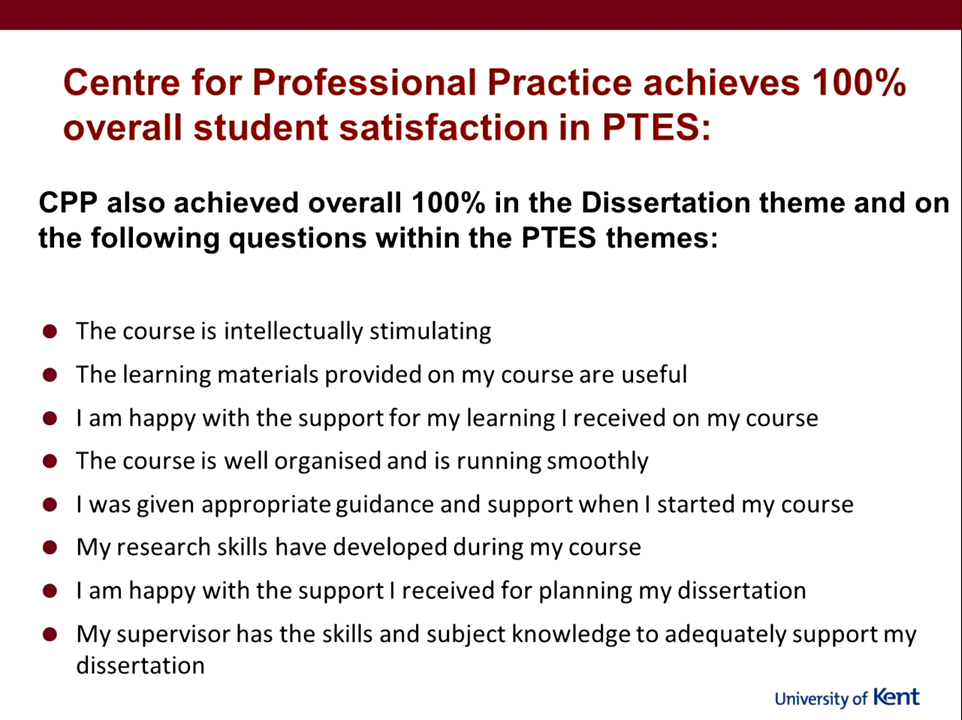 Centre for Professional Practice achieves 100%
overall student satisfaction in PTES:
CPP also achieved overall 100% in the Dissertation theme and on
the following questions within the PTES themes:
The course is intellectually stimulating
The learning materials provided on my course are useful
I am happy with the support for my learning I received on my course
The course is well organised and is running smoothly
I was given appropriate guidance and support when I started my course
My research skills have developed during my course
I am happy with the support I received for planning my dissertation
My supervisor has the skills and subject knowledge to adequately support my
dissertation
University of Kent